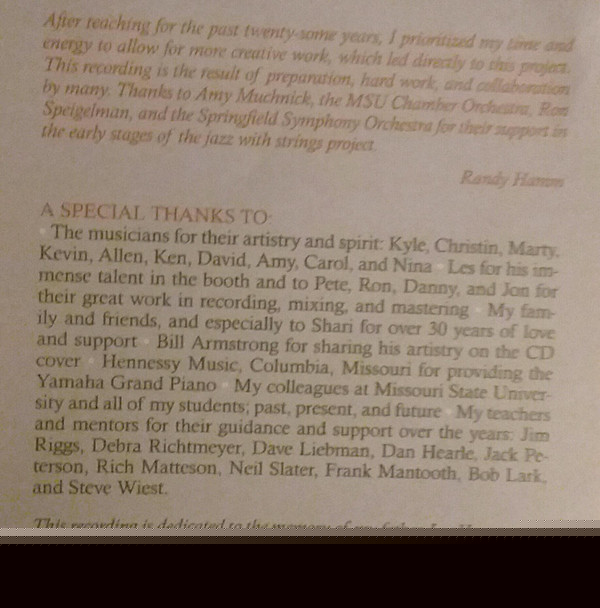 After teaching for the past twenty-some years, I prioritized my time and
energy to allow for more creative work, which led directly to this project.
This recording is the result of preparation, hard work, and collaboration
by many. Thanks to Amy Muchnick, the MSU Chamber Orchestra, Ron
Speigelman, and the Springfield Symphony Orchestra for their support in
the early stages of the jazz with strings project.
Randy Hamm
A SPECIAL THANKS TO:
• The musicians for their artistry and spirit: Kyle, Christin, Marty,
Kevin, Allen, Ken, David, Amy, Carol, and Nina • Les for his im-
mense talent in the booth and to Pete, Ron, Danny, and Jon for
their great work in recording, mixing, and mastering • My fam-
ily and friends, and especially to Shari for over 30 years of love
and support • Bill Armstrong for sharing his artistry on the CD
cover • Hennessy Music, Columbia, Missouri for providing the
Yamaha Grand Piano • My colleagues at Missouri State Univer-
sity and all of my students; past, present, and future • My teachers
and mentors for their guidance and support over the years: Jim
Riggs, Debra Richtmeyer, Dave Liebman, Dan Hearle, Jack Pe-
terson, Rich Matteson, Neil Slater, Frank Mantooth, Bob Lark,
and Steve Wiest.
This recording is dedicated to the memory of my father